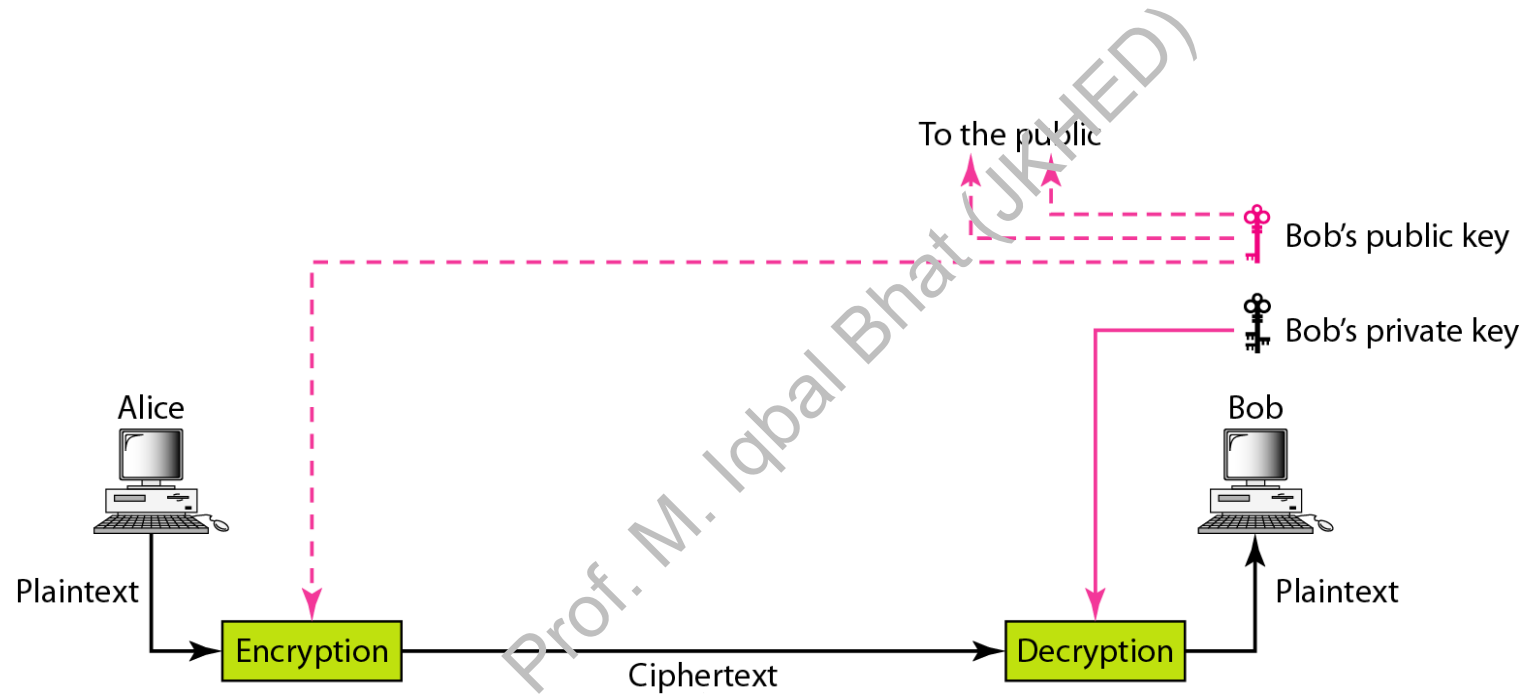 To the public
Bob's public key
Bob's private key
Alice
Bob
Plaintext
Plaintext
Encryption
Decryption
Ciphertext
Prof. M. Iqbal Bhat (JKHED)